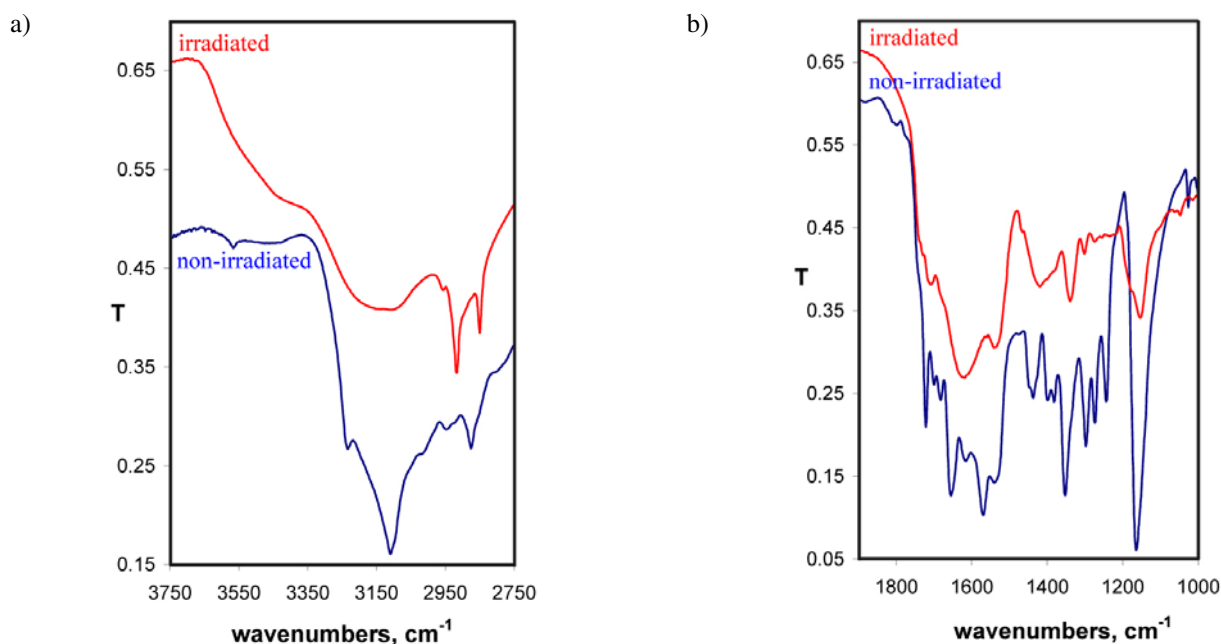 a)
irradiated
0.65
0.55
non-irradiated
0.45
T
0.35
0.25
0.15
3750 3550 3350 3150 2950 2750
wavenumbers, cm-1
b)
irradiated
0.65
non-irradiated
0.55
0.45
T
0.35
0.25
0.15
0.05
1800 1600 1400 1200 1000
wavenumbers, cm-1